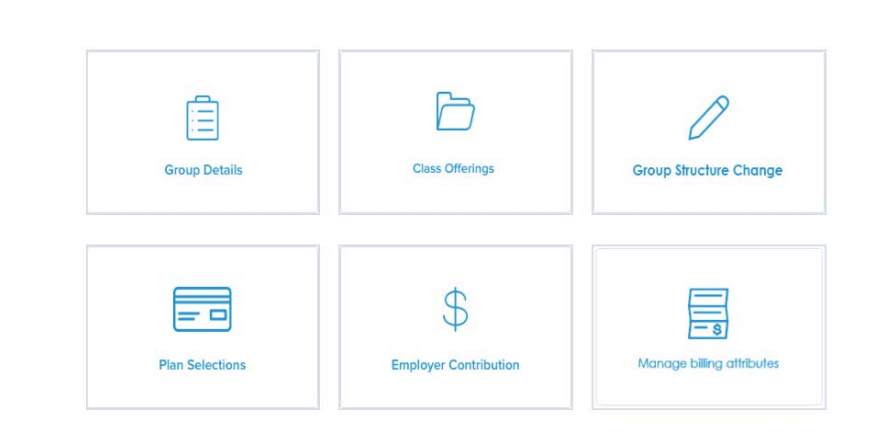 Group Details
Class Offerings
Group Structure Change
Plan Selections
Employer Contribution
Manage billing attributes